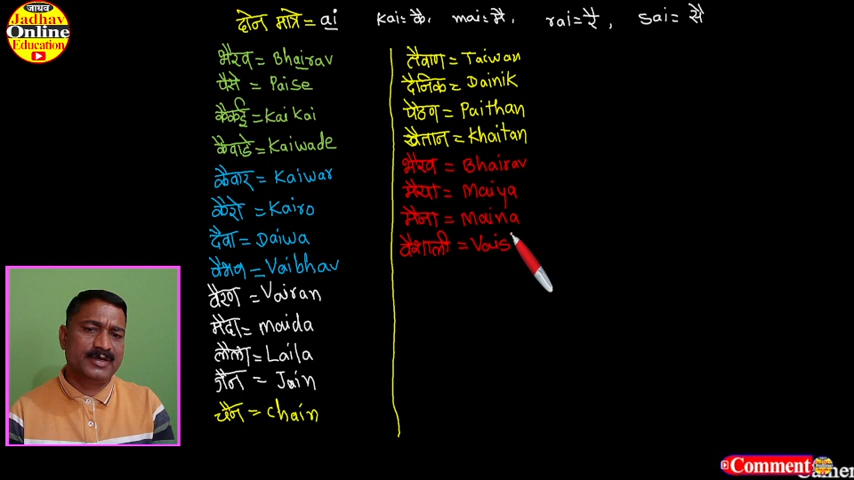 जाधव
Jadhav
Online
Education
दोन मात्रे = ai kai = कै, mai = मै, rai = रै, sai = सै
भैरव = Bhairav
पैसे = Paise
कैकई = Kaikai
कैवाडे = Kaiwade
कैवार = Kaiwar
कैरो = Kairo
दैवा = Daiwa
वैभव = Vaibhav
वैरण = Vairan
मैदा = maida
लैला = Laila
जैन = Jain
चैन = chain
तैवाण = Taiwan
दैनिक = Dainik
पैठण = Paithan
खैतान = Khaitan
भैरव = Bhairav
मैया = Maiya
मैना = Maina
वैशाली = Vais
Comment